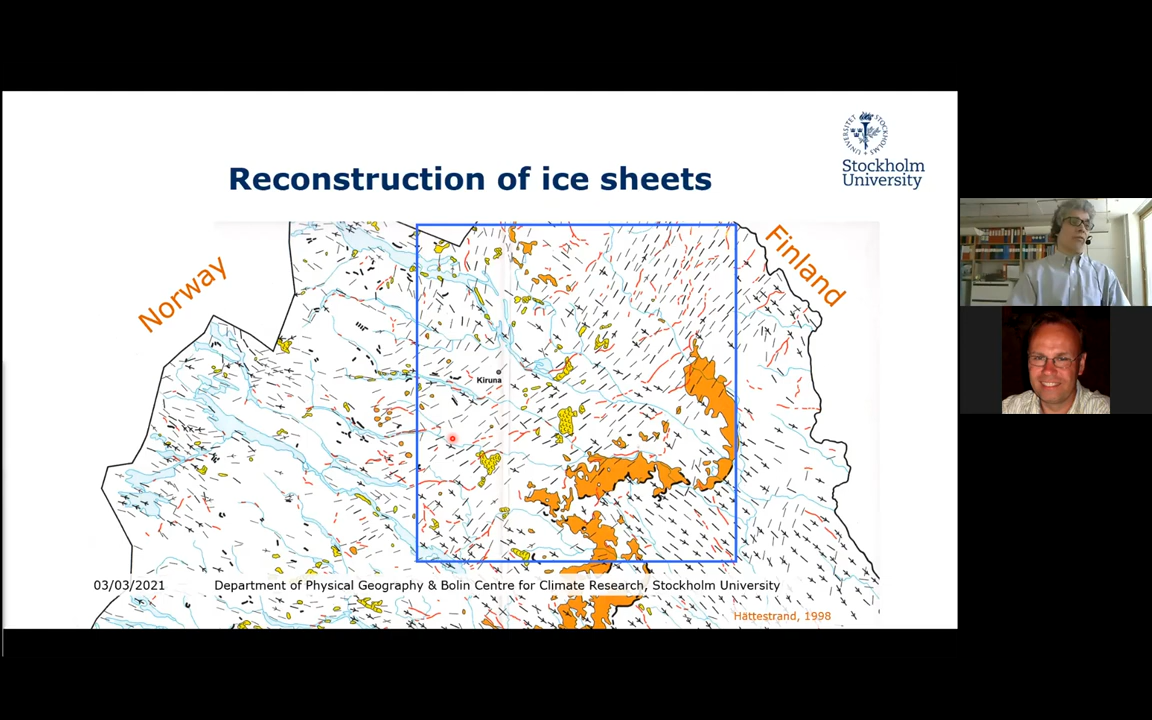 Stockholm
University
Reconstruction of ice sheets
Norway
Finland
Kiruna
03/03/2021
Department of Physical Geography & Bolin Centre for Climate Research, Stockholm University
Hättestrand, 1998